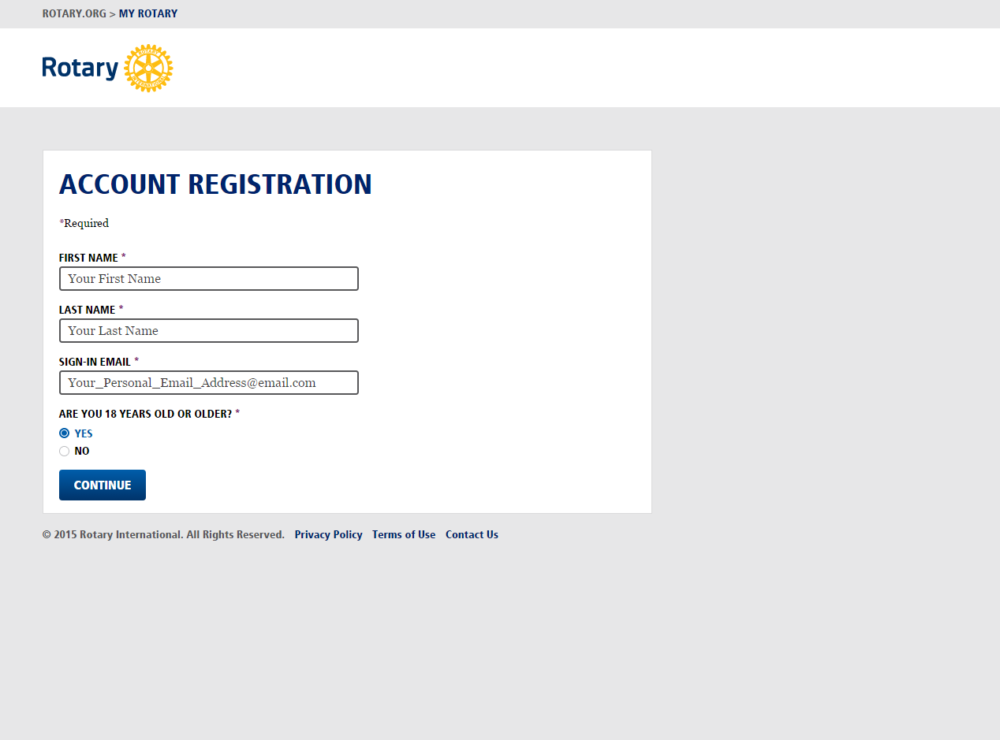 ROTARY.ORG > MY ROTARY
Rotary
ROTARY
INTERNATIONAL
ACCOUNT REGISTRATION
*Required
FIRST NAME *
Your First Name
LAST NAME *
Your Last Name
SIGN-IN EMAIL *
Your_Personal_Email_Address@email.com
ARE YOU 18 YEARS OLD OR OLDER? *
YES
NO
CONTINUE
© 2015 Rotary International. All Rights Reserved. Privacy Policy Terms of Use Contact Us